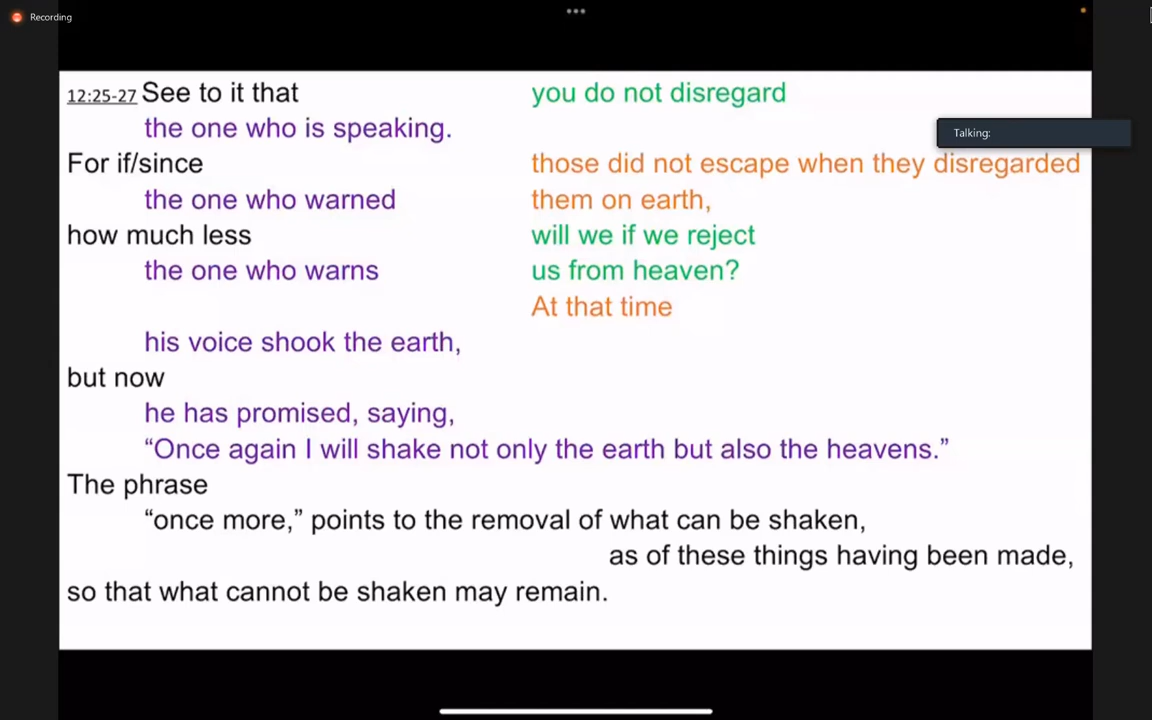 Recording
12:25-27 See to it that you do not disregard
the one who is speaking.
Talking:
For if/since those did not escape when they disregarded
the one who warned them on earth,
how much less will we if we reject
the one who warns us from heaven?
At that time
his voice shook the earth,
but now
he has promised, saying,
“Once again I will shake not only the earth but also the heavens.”
The phrase
“once more,” points to the removal of what can be shaken,
as of these things having been made,
so that what cannot be shaken may remain.